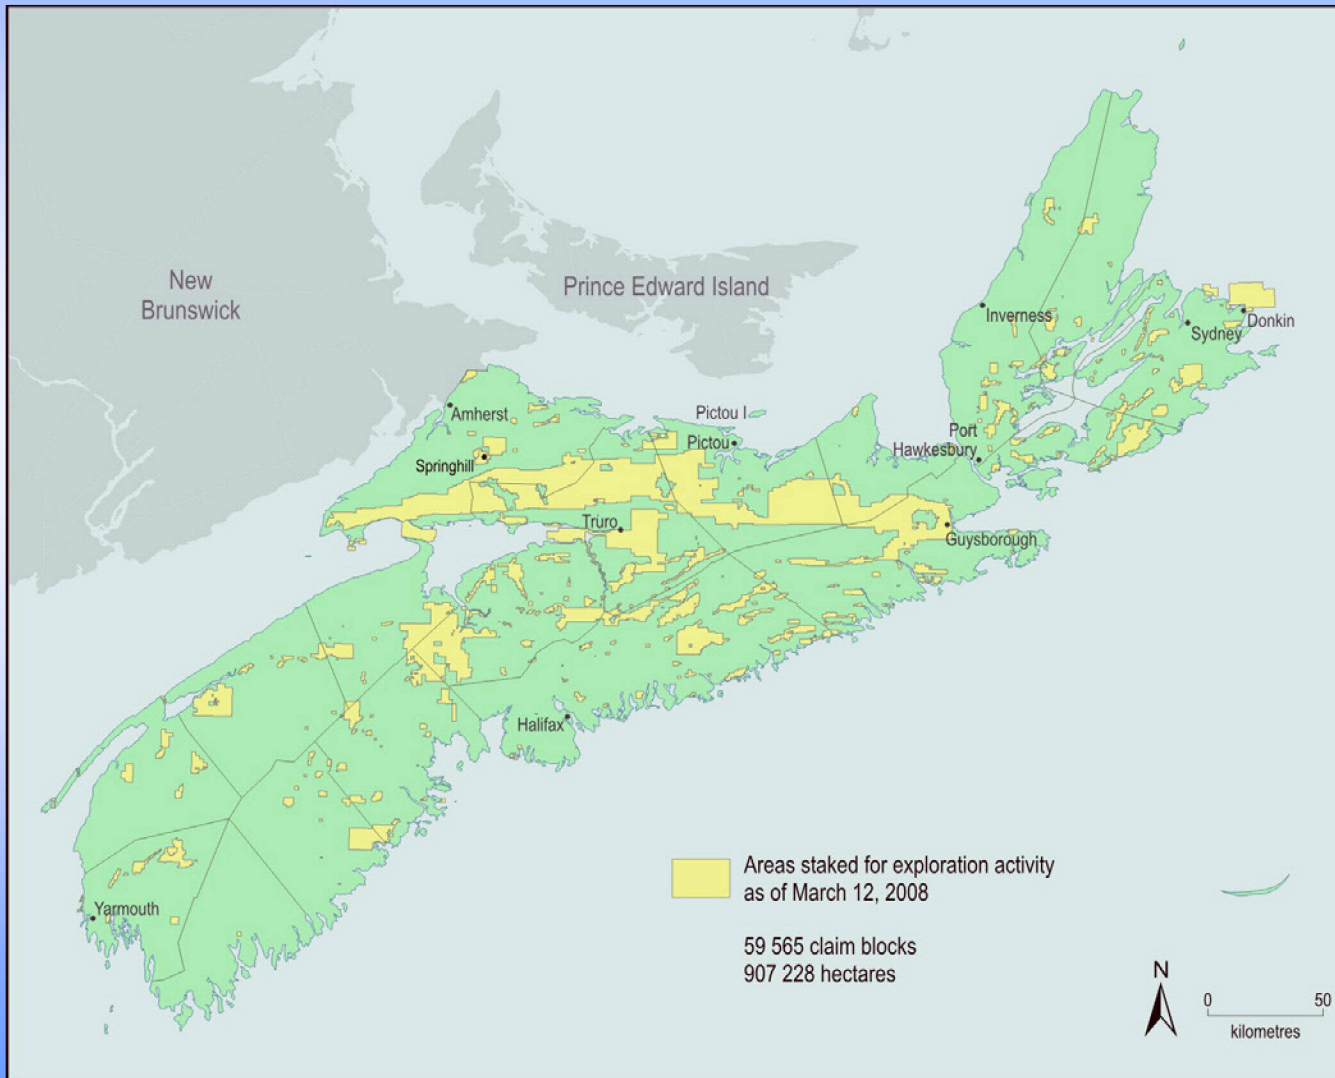 New
Brunswick
Prince Edward Island
Inverness
Donkin
Sydney
Amherst
Pictou I
Pictou
Port
Hawkesbury
Springhill
Truro
Guysborough
Halifax
Yarmouth
Areas staked for exploration activity
as of March 12, 2008
59 565 claim blocks
907 228 hectares
N
0 50
kilometres